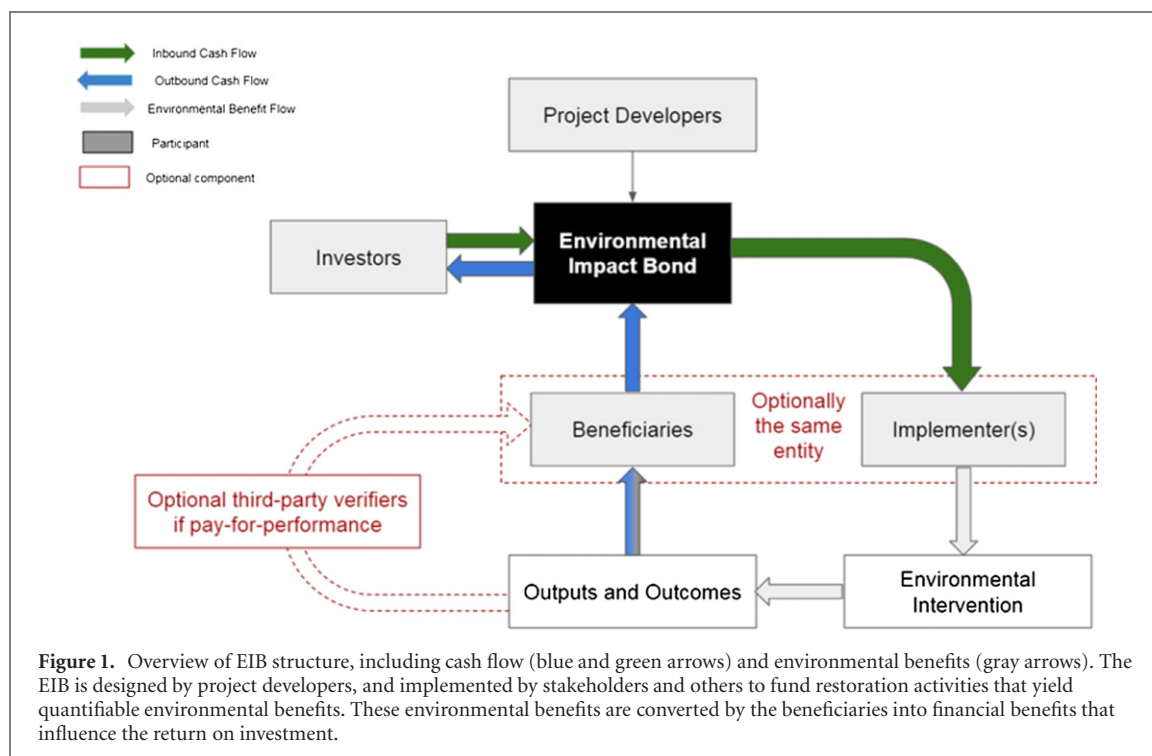 Inbound Cash Flow
Outbound Cash Flow
Environmental Benefit Flow
Participant
Optional component
Project Developers
Investors
Environmental
Impact Bond
Beneficiaries
Optionally
the same
entity
Implementer(s)
Optional third-party verifiers
if pay-for-performance
Outputs and Outcomes
Environmental
Intervention
Figure 1. Overview of EIB structure, including cash flow (blue and green arrows) and environmental benefits (gray arrows). The
EIB is designed by project developers, and implemented by stakeholders and others to fund restoration activities that yield
quantifiable environmental benefits. These environmental benefits are converted by the beneficiaries into financial benefits that
influence the return on investment.